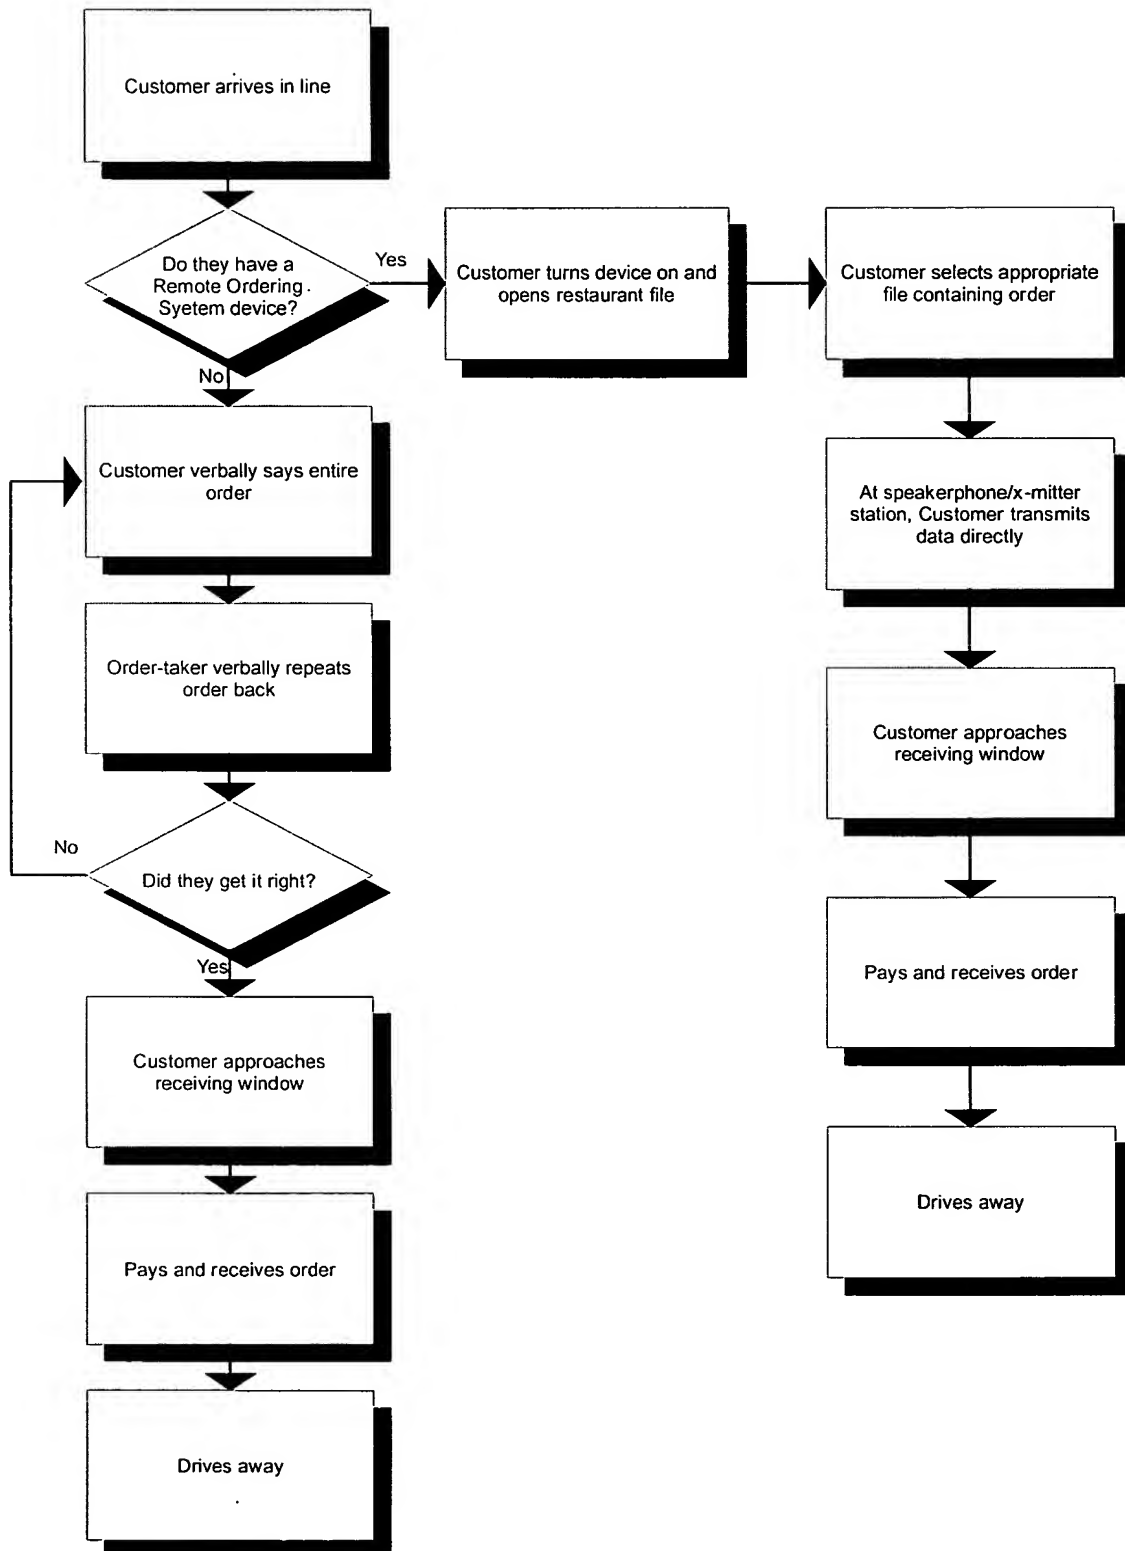 Customer arrives in line
Do they have a
Remote Ordering
Syetem device?
Yes
Customer turns device on and
opens restaurant file
Customer selects appropriate
file containing order
No
Customer verbally says entire
order
At speakerphone/x-mitter
station, Customer transmits
data directly
Order-taker verbally repeats
order back
Customer approaches
receiving window
No
Did they get it right?
Yes
Pays and receives order
Customer approaches
receiving window
Drives away
Pays and receives order
Drives away